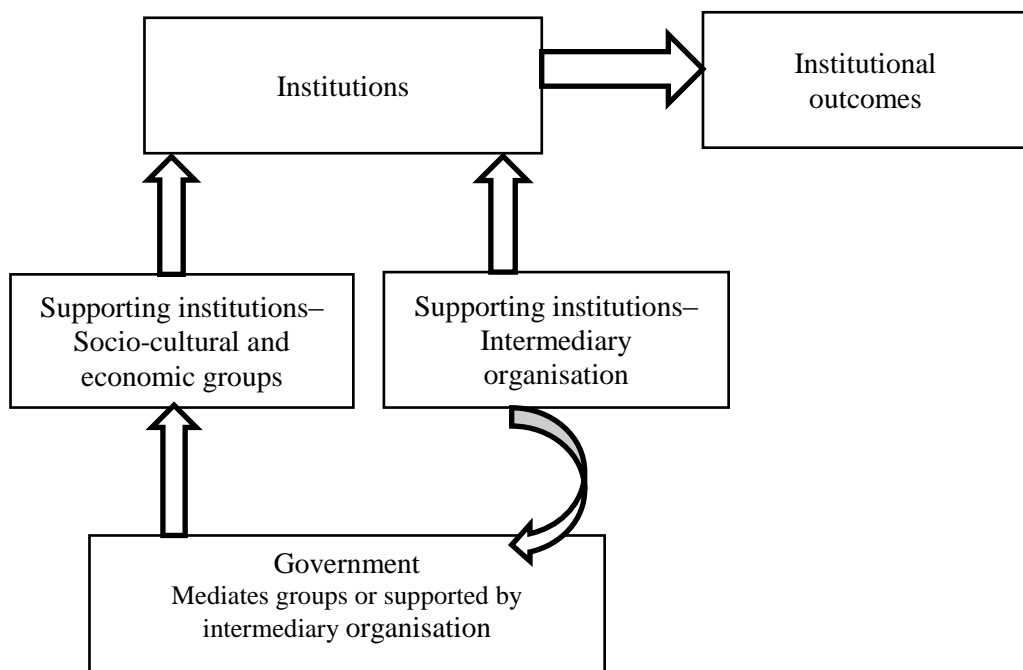 Institutions
Institutional
outcomes
Supporting institutions–
Socio-cultural and
economic groups
Supporting institutions–
Intermediary
organisation
Government
Mediates groups or supported by
intermediary organisation